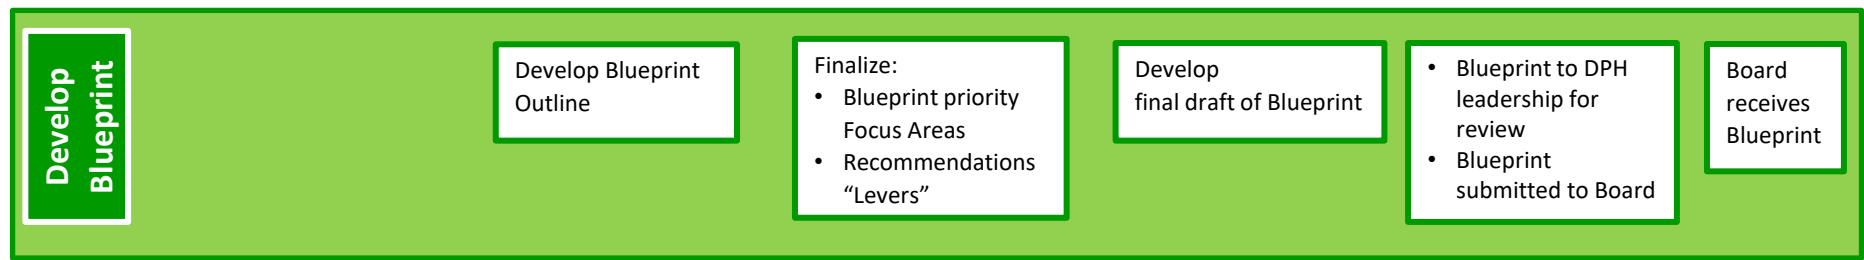 Develop
Blueprint
Develop Blueprint
Outline
Finalize:
• Blueprint priority
Focus Areas
• Recommendations
“Levers”
Develop
final draft of Blueprint
• Blueprint to DPH
leadership for
review
• Blueprint
submitted to Board
Board
receives
Blueprint